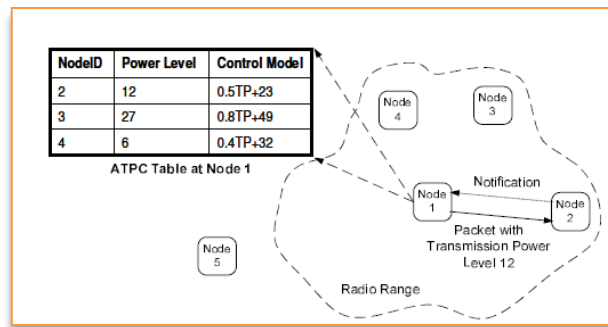 NodeID Power Level Control Model
2 12 0.5TP+23
3 27 0.8TP+49
4 6 0.4TP+32
ATPC Table at Node 1
Node
4
Node
3
Notification
Node
1
Node
2
Packet with
Transmission Power
Level 12
Node
5
Radio Range